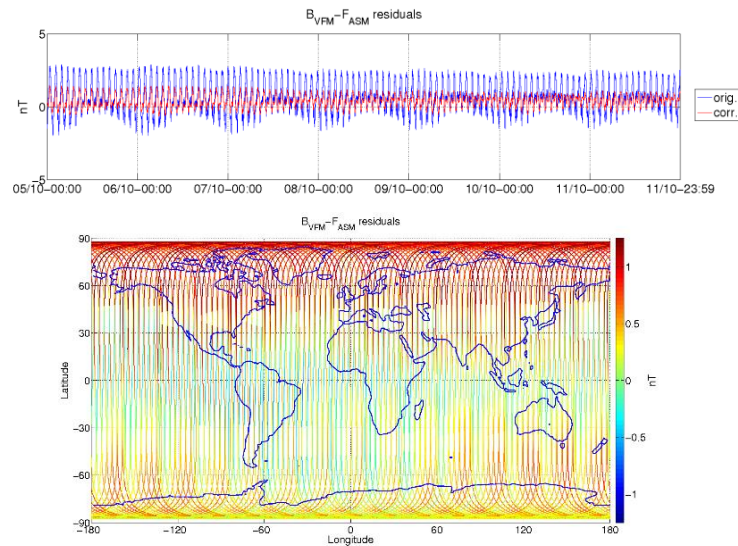 B_VFM−F_ASM residuals
5
nT
0
−5
orig.
corr.
05/10−00:00 06/10−00:00 07/10−00:00 08/10−00:00 09/10−00:00 10/10−00:00 11/10−00:00 11/10−23:59
B_VFM−F_ASM residuals
90
60
30
Latitude
0
−30
−60
−90
−180 −120 −60 0 60 120 180
Longitude
1
0.5
0
nT
−0.5
−1